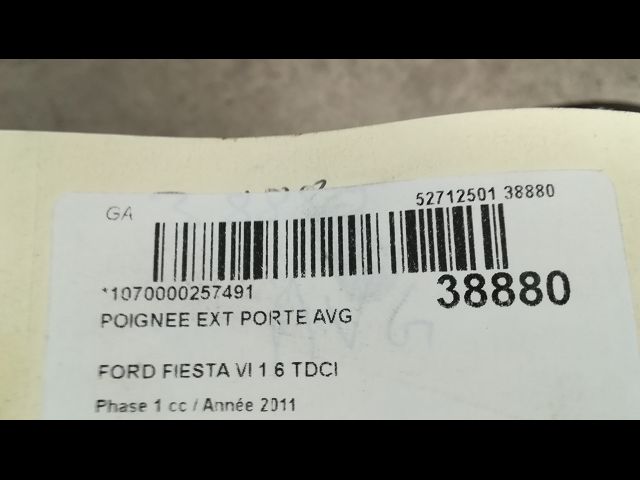 52712501 38880
GA
*1070000257491
38880
POIGNEE EXT PORTE AVG
FORD FIESTA VI 1 6 TDCI
Phase 1 cc / Année 2011